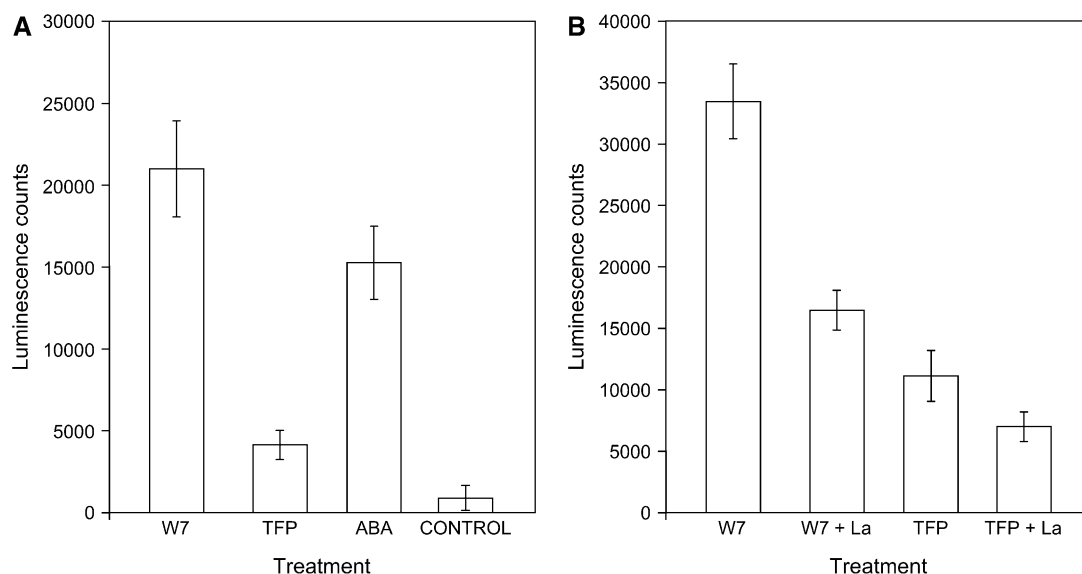 A
Luminescence counts
30000
25000
20000
15000
10000
5000
0
W7 TFP ABA CONTROL
Treatment
B
Luminescence counts
40000
35000
30000
25000
20000
15000
10000
5000
0
W7 W7 + La TFP TFP + La
Treatment